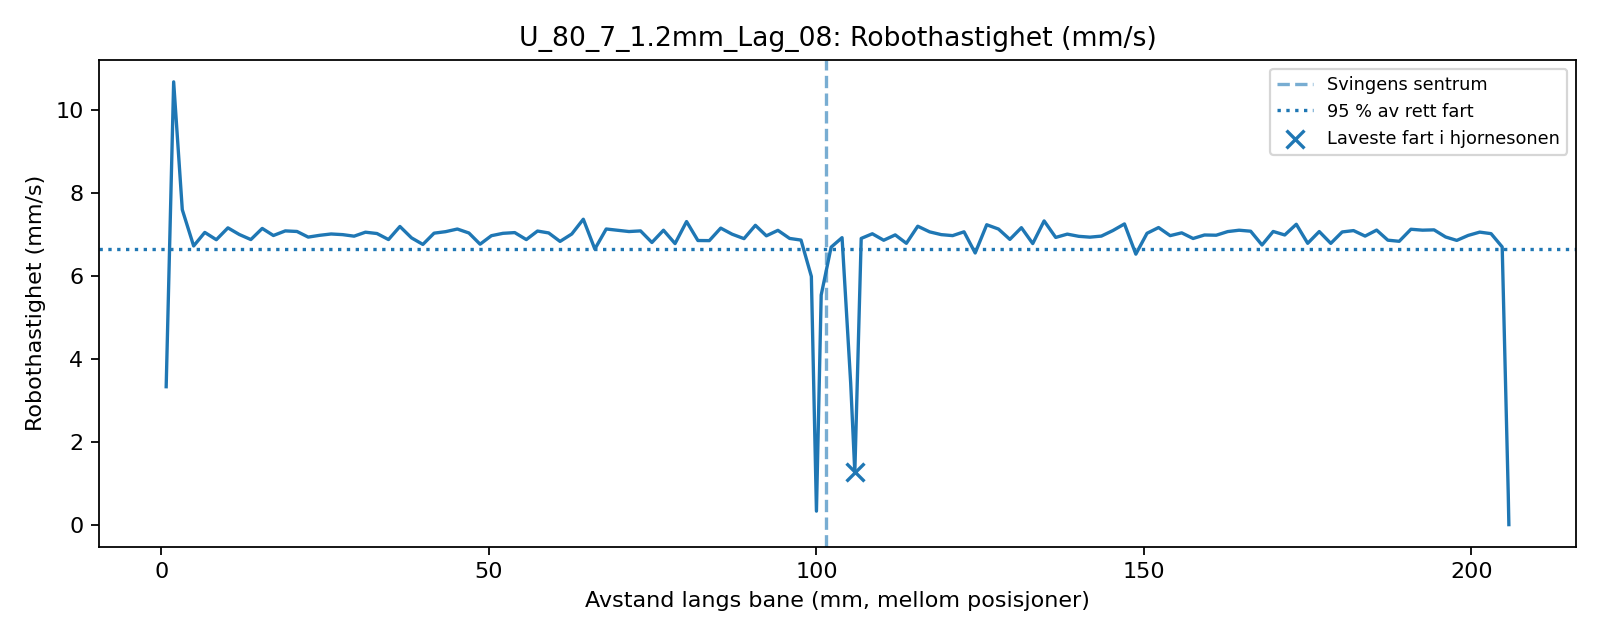 U_80_7_1.2mm_Lag_08: Robothastighet (mm/s)
Svingens sentrum
95 % av rett fart
Laveste fart i hjornesonen
Robothastighet (mm/s)
10
8
6
4
2
0
0 50 100 150 200
Avstand langs bane (mm, mellom posisjoner)